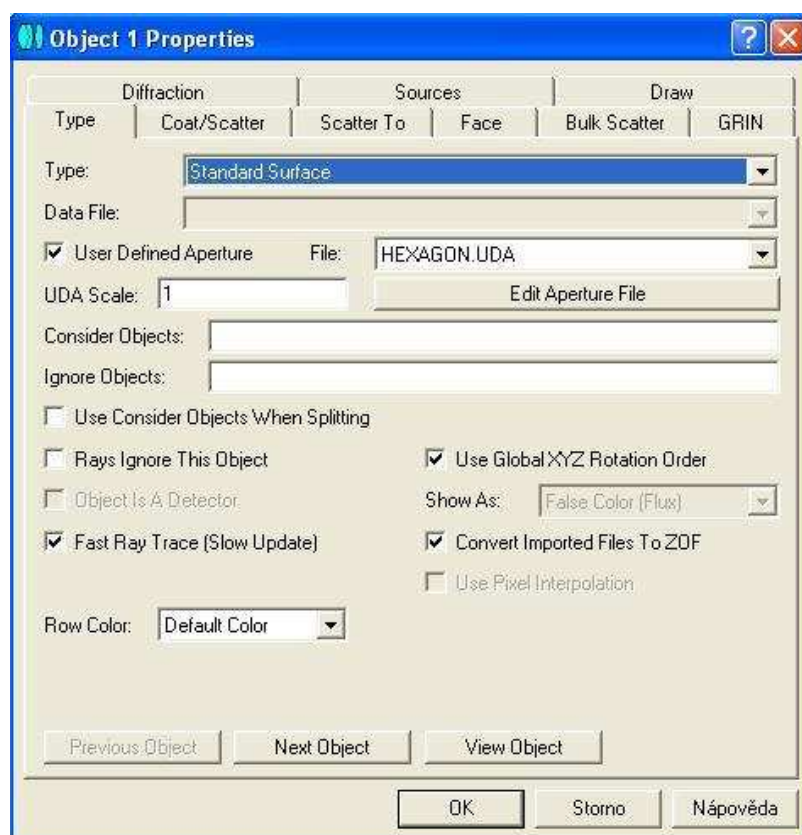 Object 1 Properties
Diffraction Sources Draw
Type Coat/Scatter Scatter To Face Bulk Scatter GRIN
Type: Standard Surface
Data File:
User Defined Aperture File: HEXAGON.UDA
UDA Scale: 1 Edit Aperture File
Consider Objects:
Ignore Objects:
Use Consider Objects When Splitting
Rays Ignore This Object Use Global XYZ Rotation Order
Object Is A Detector Show As: False Color (Flux)
Fast Ray Trace (Slow Update) Convert Imported Files To ZOF
Use Pixel Interpolation
Row Color: Default Color
Previous Object Next Object View Object
OK Storno Nápověda